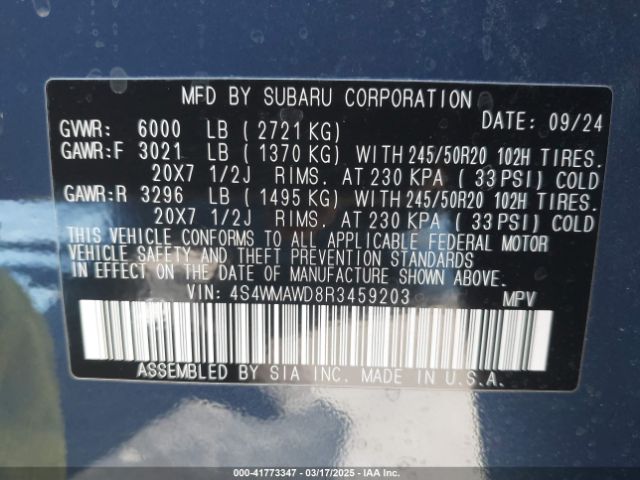 MFD BY SUBARU CORPORATION
DATE: 09/24
GVWR: 6000 LB (2721 KG)
GAWR:F 3021 LB (1370 KG) WITH 245/50R20 102H TIRES.
20X7 1/2J RIMS. AT 230 KPA (33 PSI) COLD
GAWR:R 3296 LB (1495 KG) WITH 245/50R20 102H TIRES.
20X7 1/2J RIMS. AT 230 KPA (33 PSI) COLD
THIS VEHICLE CONFORMS TO ALL APPLICABLE FEDERAL MOTOR
VEHICLE SAFETY AND THEFT PREVENTION STANDARDS
IN EFFECT ON THE DATE OF MANUFACTURE SHOWN ABOVE.
VIN: 4S4WMAWD8R3459203 MPV
ASSEMBLED BY SIA INC. MADE IN U.S.A.
000-41773347 - 03/17/2025 - IAA Inc.